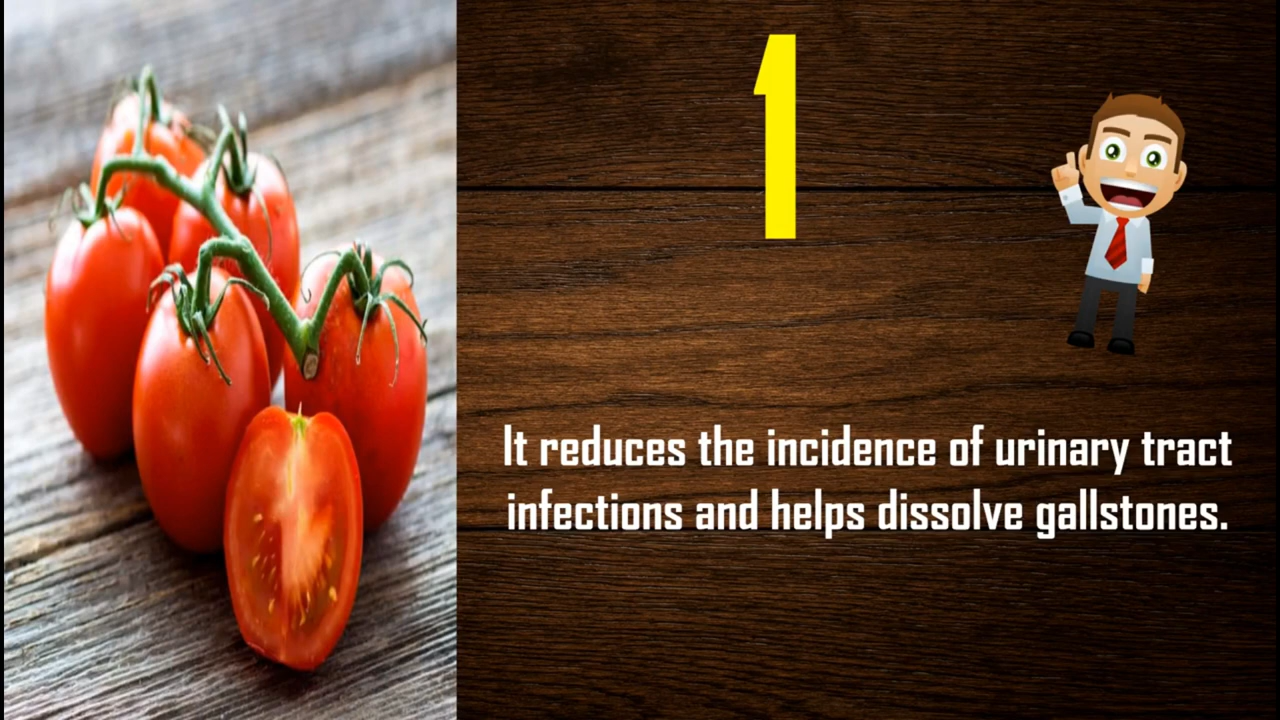 1
It reduces the incidence of urinary tract
infections and helps dissolve gallstones.